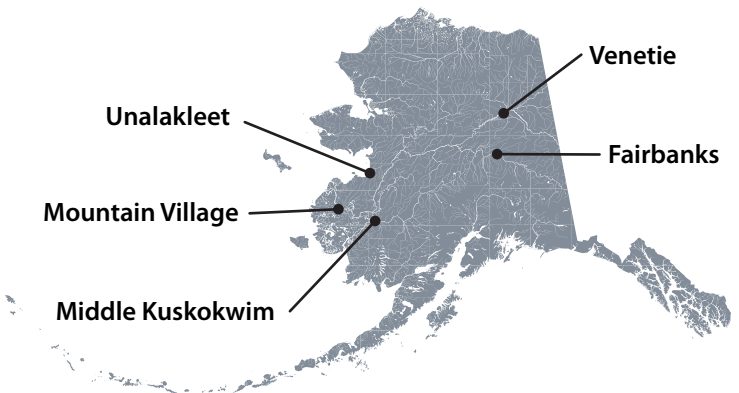 Venetie
Unalakleet
Fairbanks
Mountain Village
Middle Kuskokwim